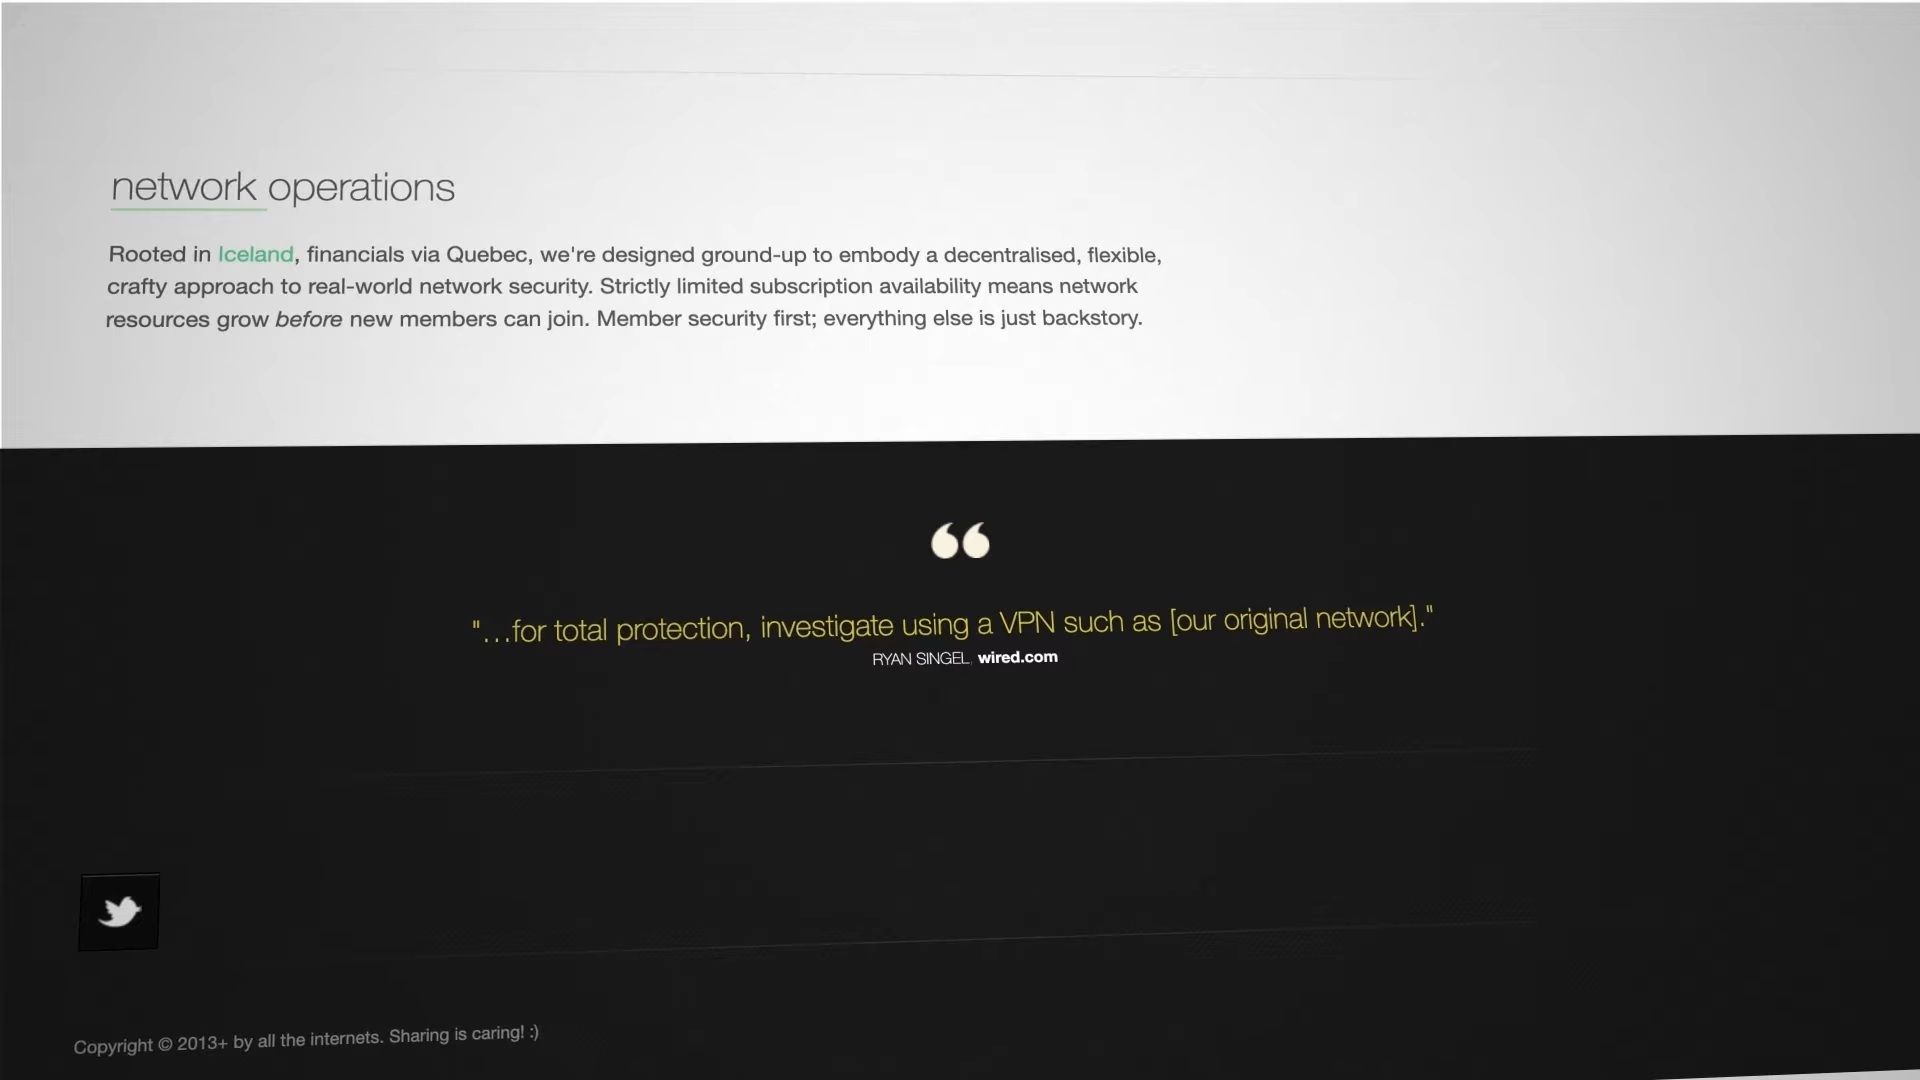 network operations
Rooted in Iceland, financials via Quebec, we're designed ground-up to embody a decentralised, flexible,
crafty approach to real-world network security. Strictly limited subscription availability means network
resources grow before new members can join. Member security first; everything else is just backstory.
"…for total protection, investigate using a VPN such as [our original network]."
RYAN SINGEL, wired.com
Copyright © 2013+ by all the internets. Sharing is caring! :)